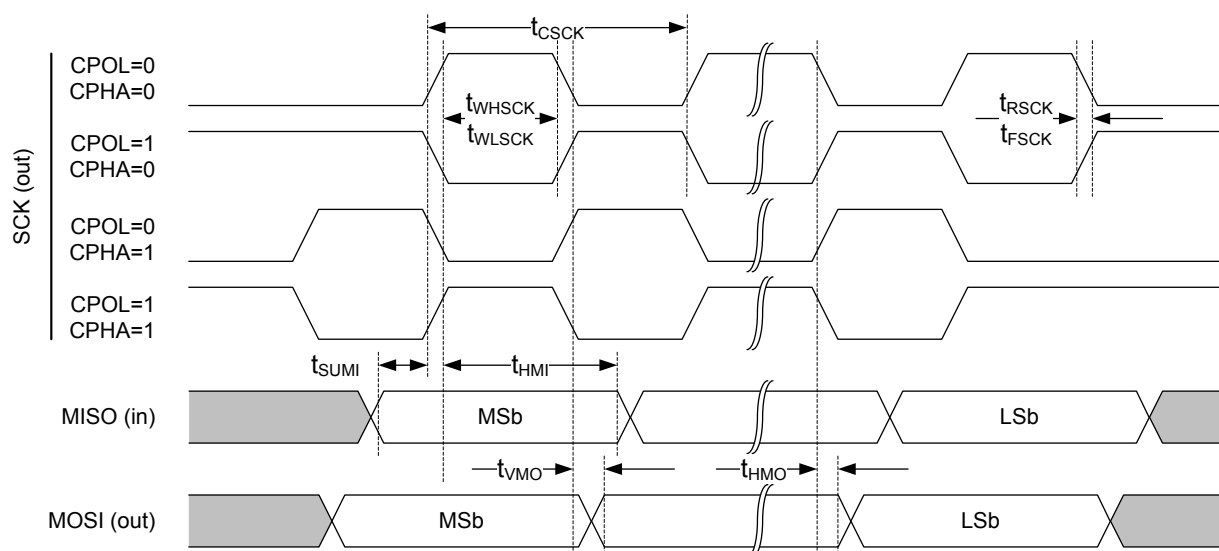 tCSCK
SCK (out)
CPOL=0
CPHA=0
tWHSCK
tWLSCK
tRSCK
tFSCK
CPOL=1
CPHA=0
CPOL=0
CPHA=1
CPOL=1
CPHA=1
tSUMI
tHMI
MISO (in)
MSb
LSb
tVMO
tHMO
MOSI (out)
MSb
LSb